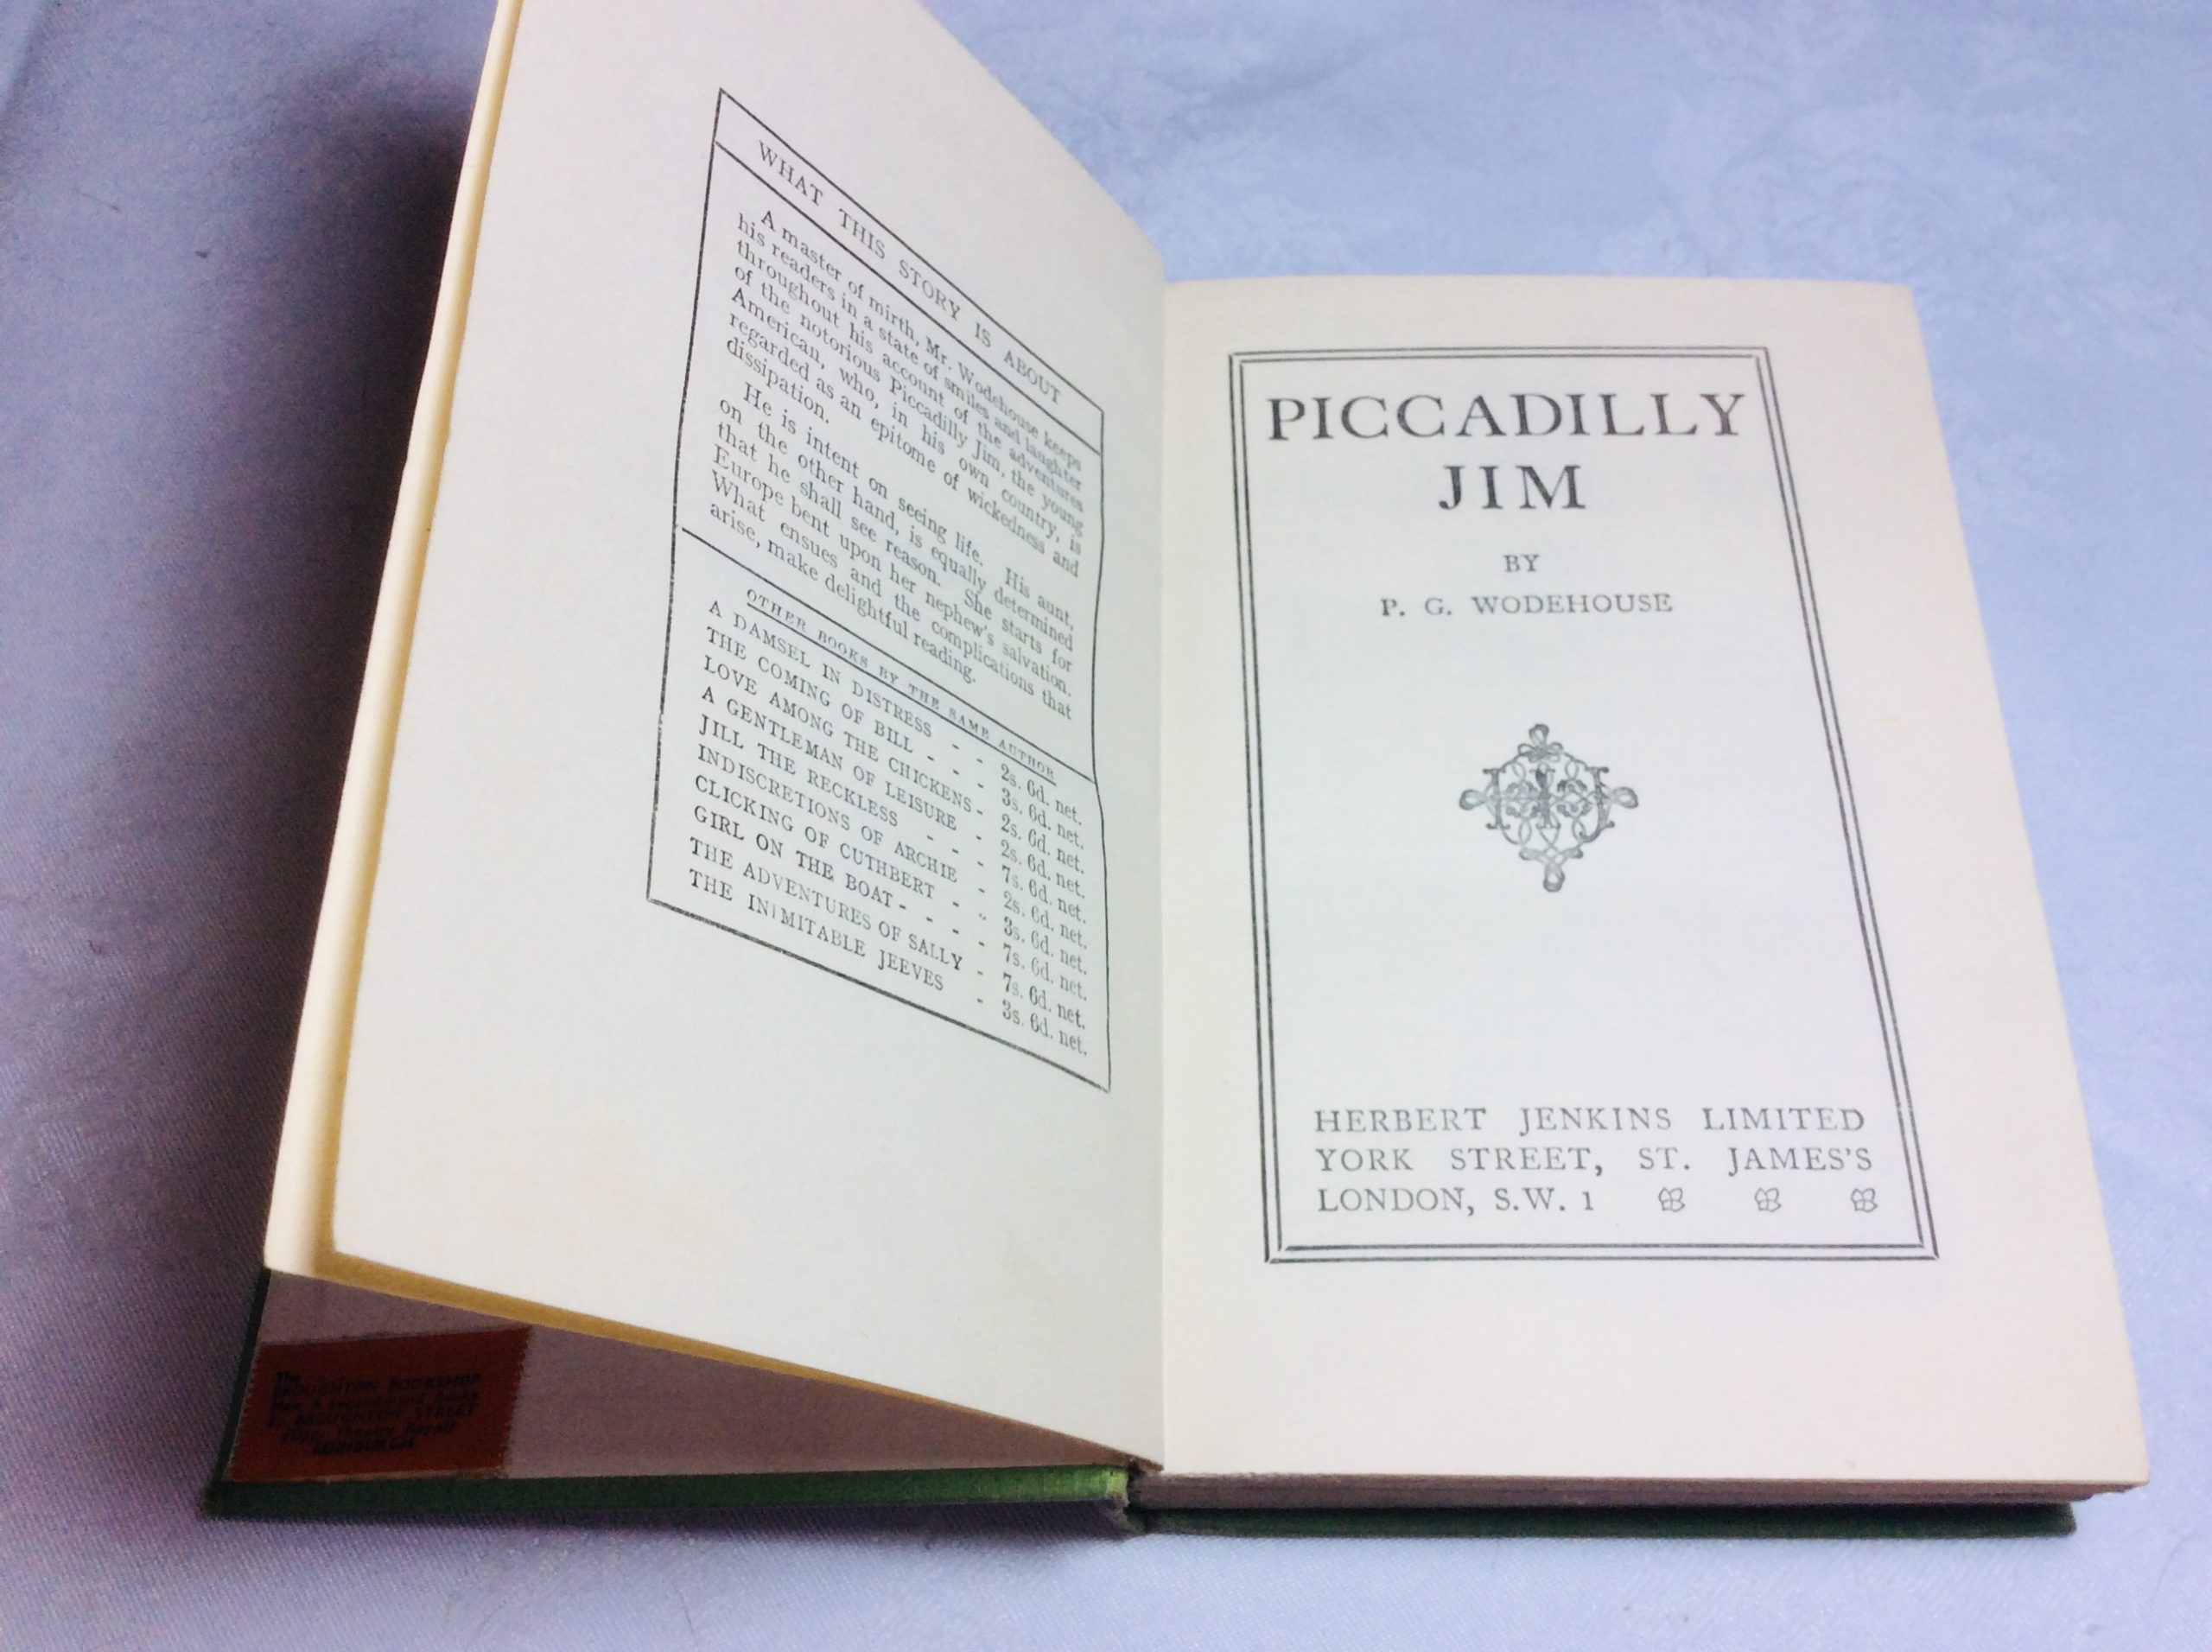 WHAT THIS STORY IS ABOUT
A master of mirth, Mr. Wodehouse keeps
his readers in a state of smiles and laughter
throughout his account of the adventures
of the notorious Piccadilly Jim, the young
American, who, in his own country, is
regarded as an epitome of wickedness and
dissipation.
He is intent on seeing life. His aunt,
on the other hand, is equally determined
that he shall see reason. She starts for
Europe bent upon her nephew's salvation.
What ensues and the complications that
arise, make delightful reading.
OTHER BOOKS BY THE SAME AUTHOR
A DAMSEL IN DISTRESS - - 2s. 6d. net.
THE COMING OF BILL - - - 3s. 6d. net.
LOVE AMONG THE CHICKENS - 2s. 6d. net.
A GENTLEMAN OF LEISURE - 2s. 6d. net.
JILL THE RECKLESS - - - 7s. 6d. net.
INDISCRETIONS OF ARCHIE - 2s. 6d. net.
CLICKING OF CUTHBERT - - 3s. 6d. net.
GIRL ON THE BOAT - - - - 7s. 6d. net.
THE ADVENTURES OF SALLY - 7s. 6d. net.
THE INIMITABLE JEEVES - 3s. 6d. net.
PICCADILLY
JIM
BY
P. G. WODEHOUSE
HERBERT JENKINS LIMITED
YORK STREET, ST. JAMES'S
LONDON, S.W. 1
The
BROUGHTON BOOKSHOP
BROUGHTON STREET
EDINBURGH